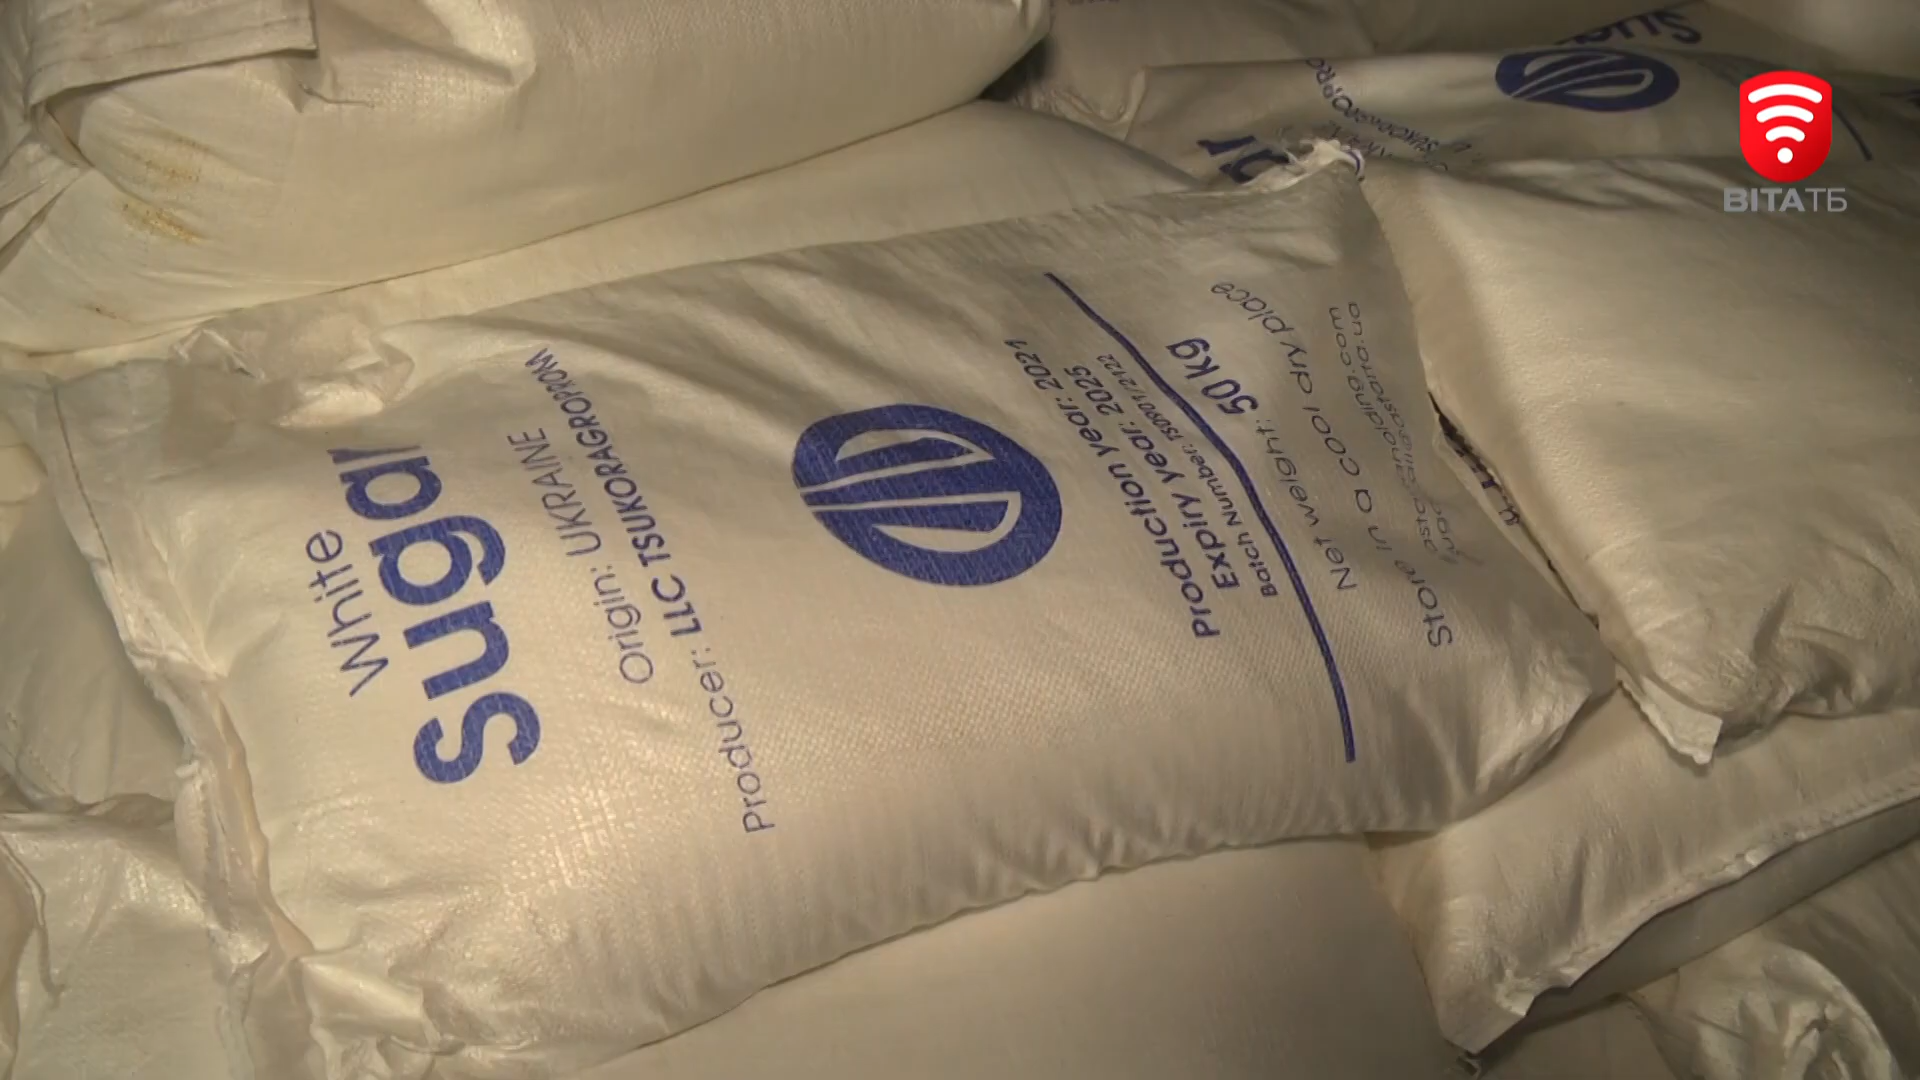 White
Sugar
Origin: UKRAINE
Producer: LLC TSUKORAGROPROM
Production year: 2021
Expiry year: 2025
Batch Number:
Net weight: 50 kg
Store in a cool dry place
ВІТАТБ